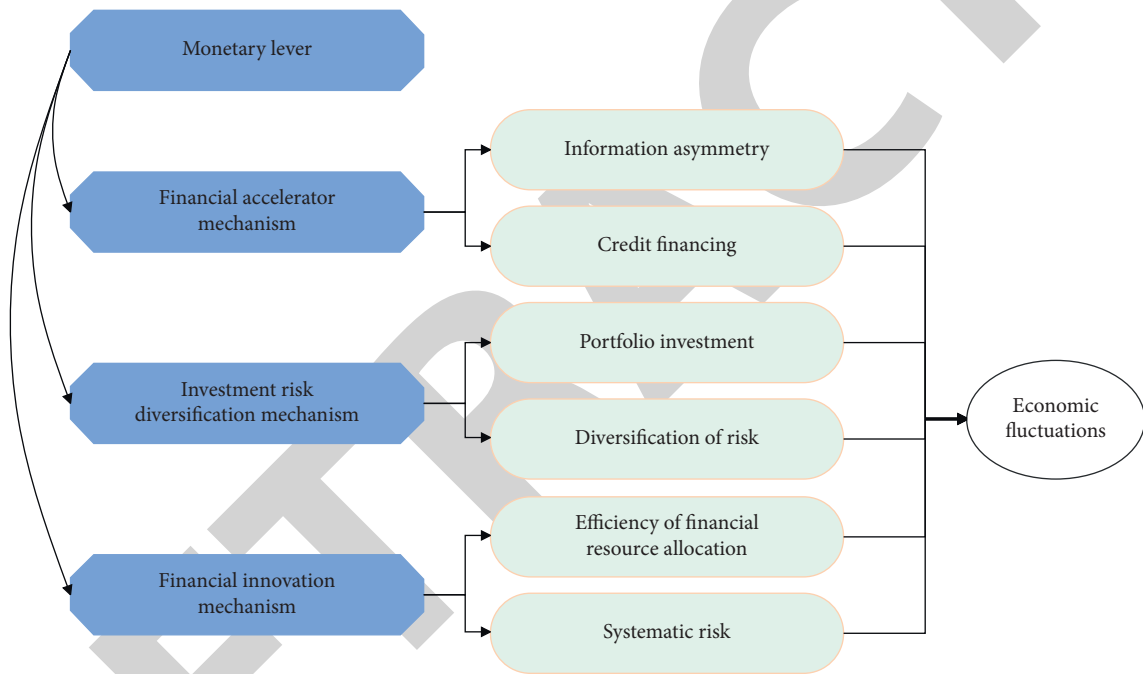 Monetary lever
Financial accelerator
mechanism
Investment risk
diversification mechanism
Financial innovation
mechanism
Information asymmetry
Credit financing
Portfolio investment
Diversification of risk
Efficiency of financial
resource allocation
Systematic risk
Economic
fluctuations